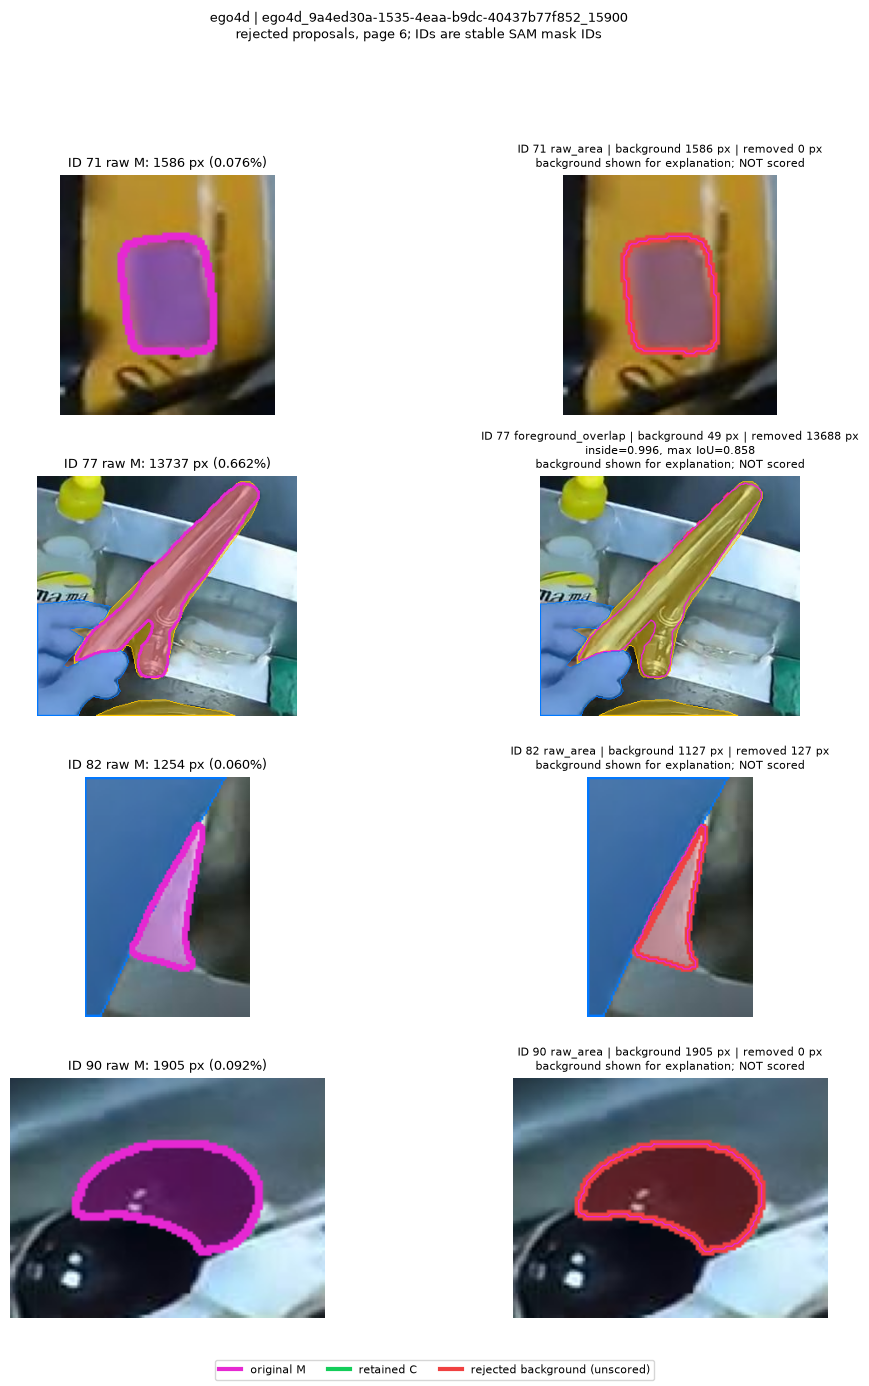 ego4d | ego4d_9a4ed30a-1535-4eaa-b9dc-40437b77f852_15900
rejected proposals, page 6; IDs are stable SAM mask IDs
ID 71 raw M: 1586 px (0.076%)
ID 71 raw_area | background 1586 px | removed 0 px
background shown for explanation; NOT scored
ID 77 raw M: 13737 px (0.662%)
ID 77 foreground_overlap | background 49 px | removed 13688 px
inside=0.996, max IoU=0.858
background shown for explanation; NOT scored
ma.ma
ID 82 raw M: 1254 px (0.060%)
ID 82 raw_area | background 1127 px | removed 127 px
background shown for explanation; NOT scored
ID 90 raw M: 1905 px (0.092%)
ID 90 raw_area | background 1905 px | removed 0 px
background shown for explanation; NOT scored
original M
retained C
rejected background (unscored)